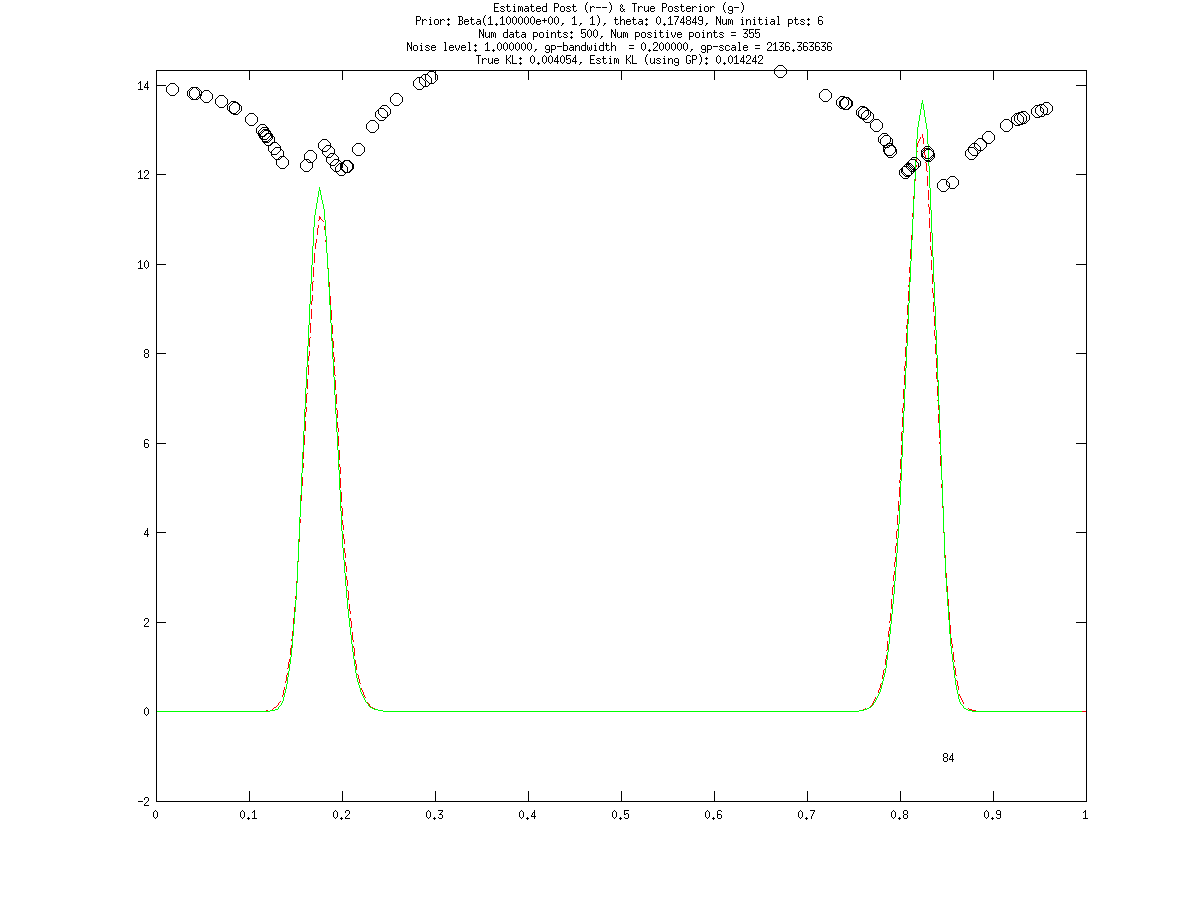 Estimated Post (r--) & True Posterior (g-)
Prior: Beta(1.100000e+00, 1, 1), theta: 0.174849, Num initial pts: 6
Num data points: 500, Num positive points = 355
Noise level: 1.000000, gp-bandwidth  = 0.200000, gp-scale = 2136.363636
True KL: 0.004054, Estim KL (using GP): 0.014242
14
12
10
8
6
4
2
0
84
-2
0 0.1 0.2 0.3 0.4 0.5 0.6 0.7 0.8 0.9 1